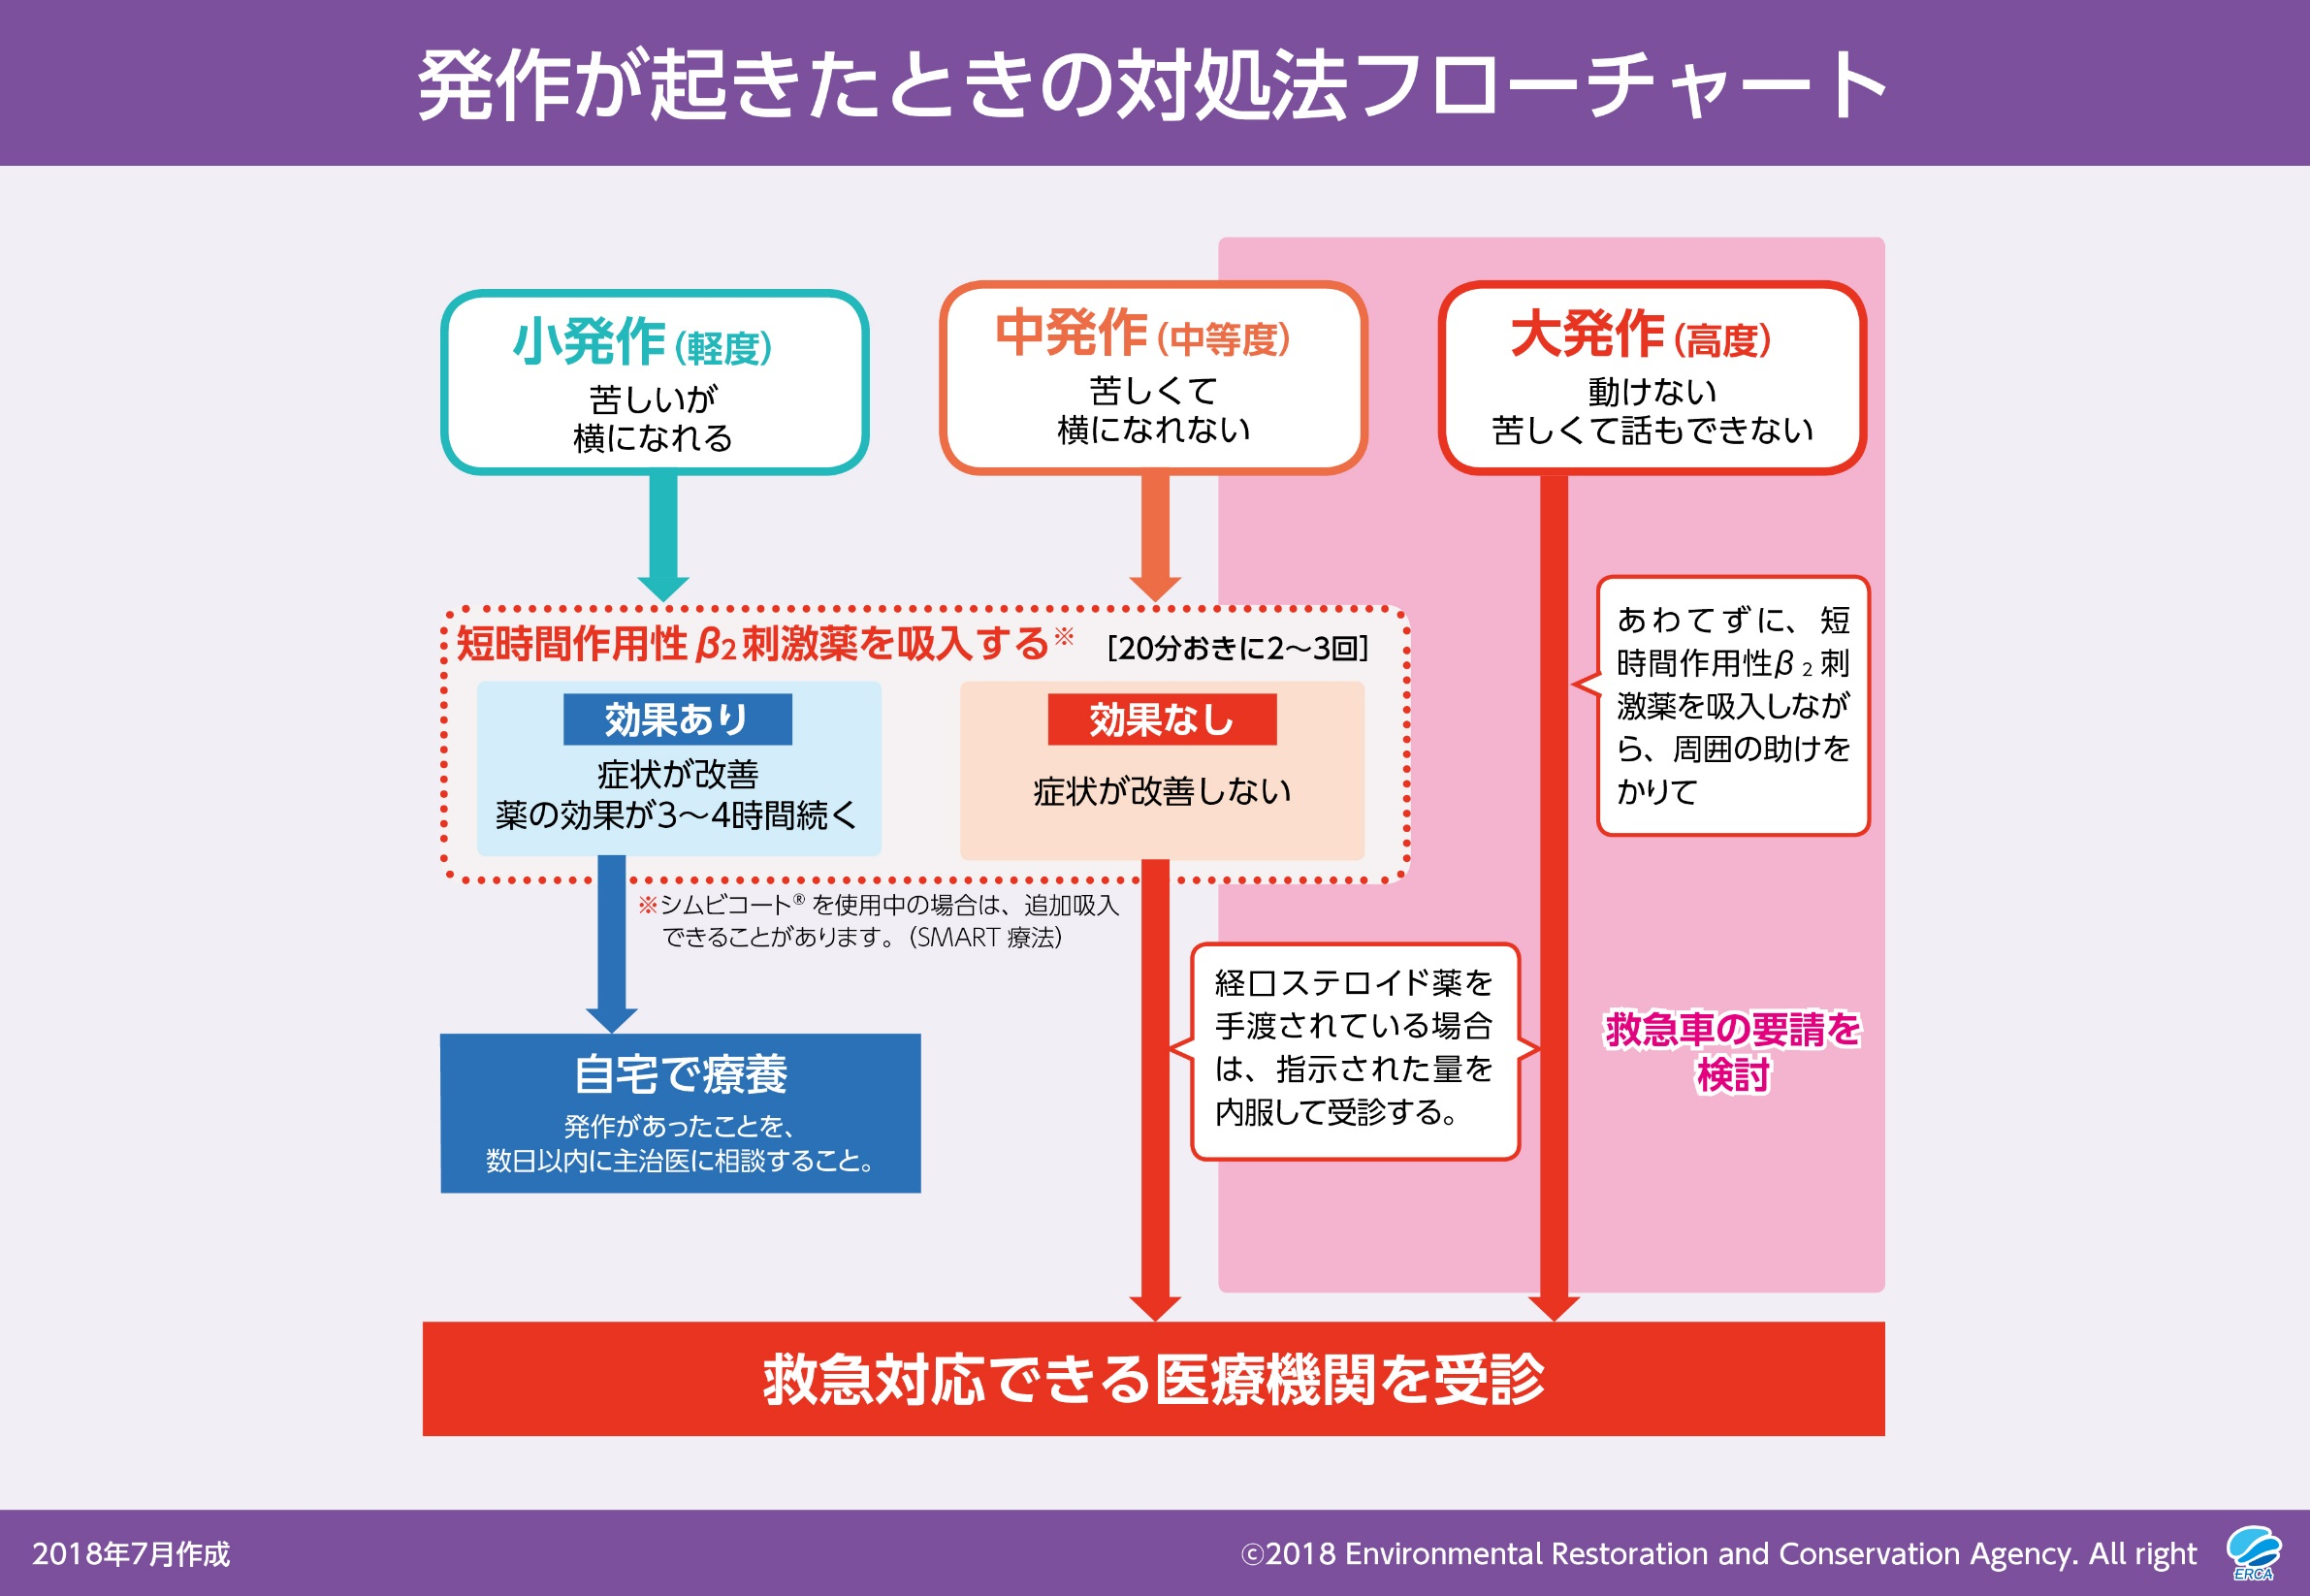 発作が起きたときの対処法フローチャート
小発作(軽度)
苦しいが
横になれる
中発作(中等度)
苦しくて
横になれない
大発作(高度)
動けない
苦しくて話もできない
短時間作用性β2刺激薬を吸入する※ [20分おきに2〜3回]
効果あり
症状が改善
薬の効果が3〜4時間続く
効果なし
症状が改善しない
あわてずに、短
時間作用性β2刺
激薬を吸入しなが
ら、周囲の助けを
かりて
※シムビコート®を使用中の場合は、追加吸入
できることがあります。(SMART 療法)
経口ステロイド薬を
手渡されている場合
は、指示された量を
内服して受診する。
救急車の要請を
検討
自宅で療養
発作があったことを、
数日以内に主治医に相談すること。
救急対応できる医療機関を受診
2018年7月作成
©2018 Environmental Restoration and Conservation Agency. All right
ERCA